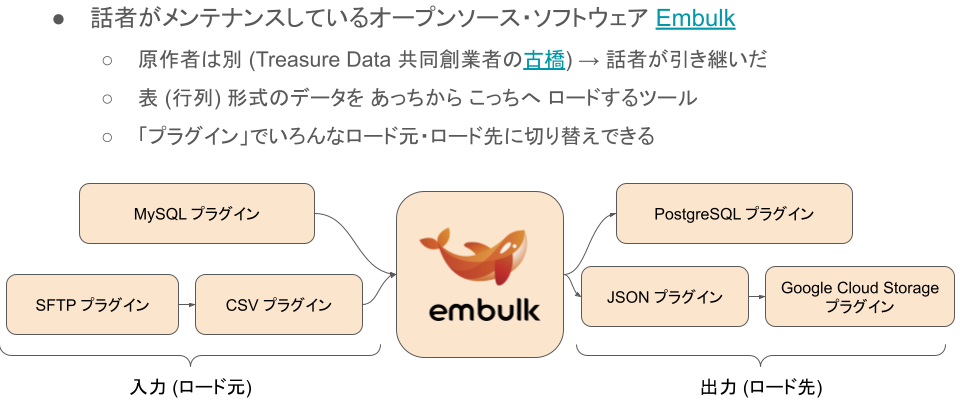 ● 話者がメンテナンスしているオープンソース・ソフトウェア Embulk
○ 原作者は別 (Treasure Data 共同創業者の古橋) → 話者が引き継いだ
○ 表 (行列) 形式のデータを あっちから こっちへ ロードするツール
○ 「プラグイン」でいろんなロード元・ロード先に切り替えできる
MySQL プラグイン
SFTP プラグイン
CSV プラグイン
embulk
PostgreSQL プラグイン
JSON プラグイン
Google Cloud Storage
プラグイン
入力 (ロード元)
出力 (ロード先)